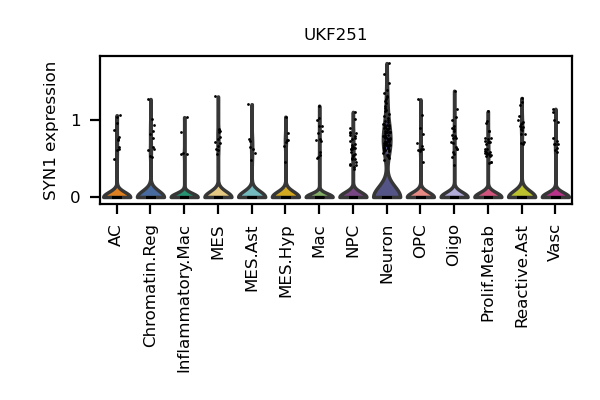 UKF251
SYN1 expression
1
0
AC
Chromatin.Reg
Inflammatory.Mac
MES
MES.Ast
MES.Hyp
Mac
NPC
Neuron
OPC
Oligo
Prolif.Metab
Reactive.Ast
Vasc